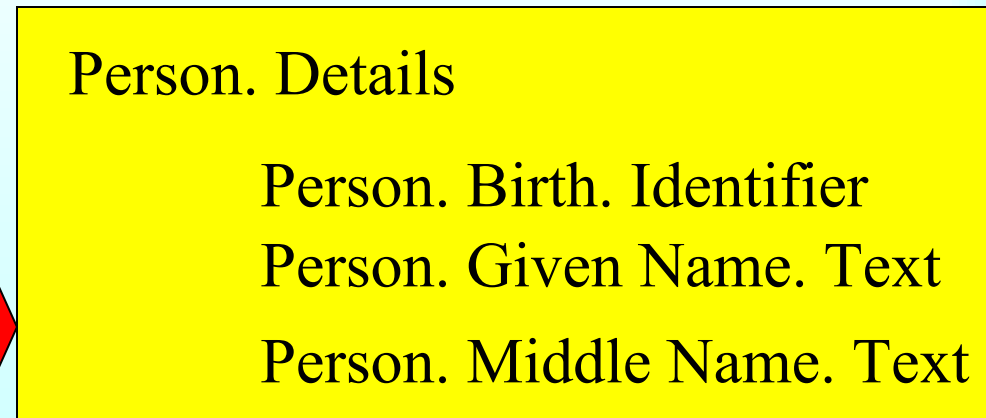 Person. Details
Person. Birth. Identifier
Person. Given Name. Text
Person. Middle Name. Text